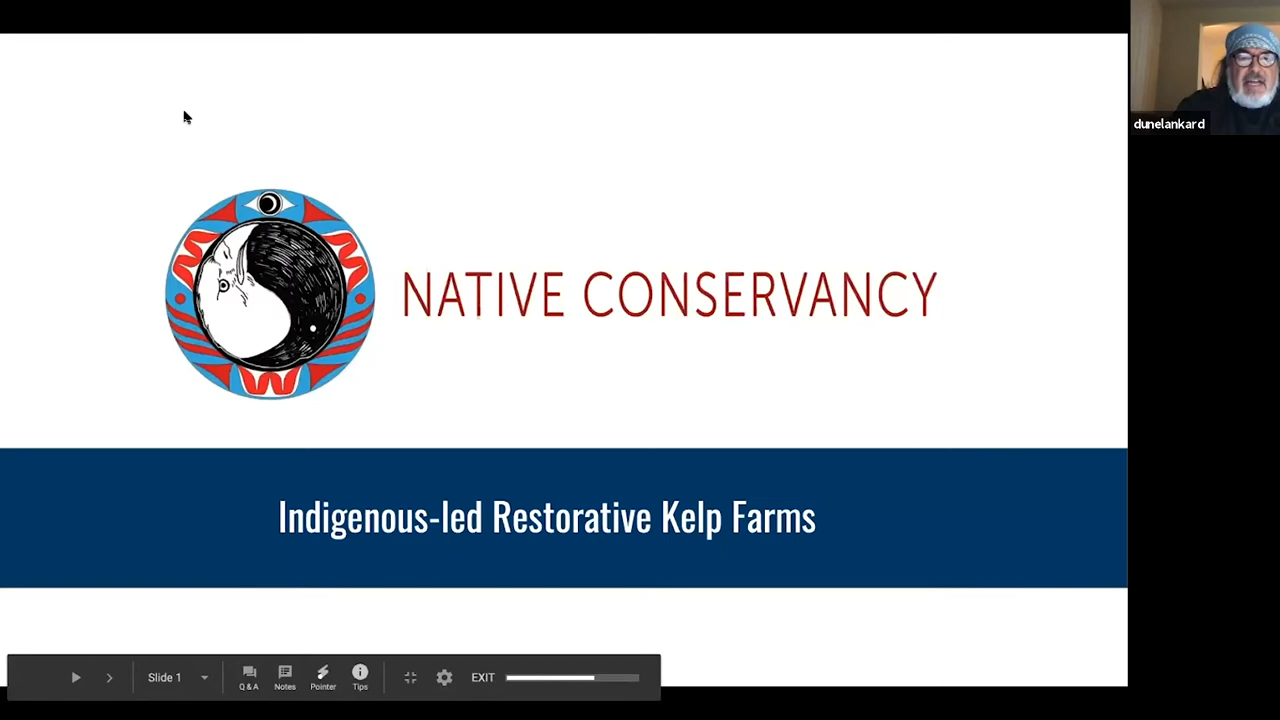 dunelankard
NATIVE CONSERVANCY
Indigenous-led Restorative Kelp Farms
Slide 1
Q & A
Notes
Pointer
Tips
EXIT